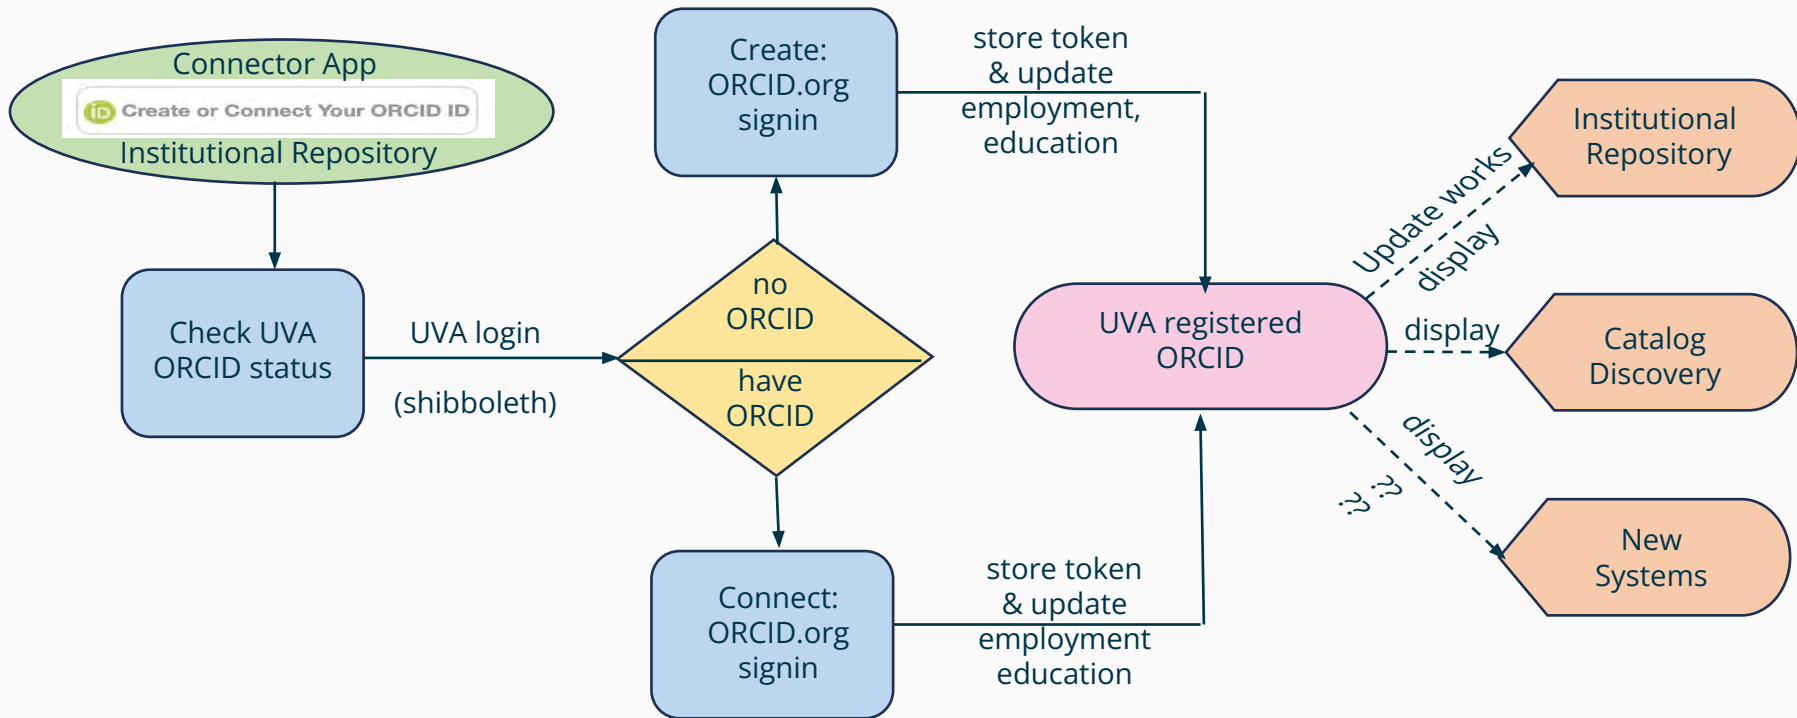 Connector App
iD Create or Connect Your ORCID ID
Institutional Repository
Check UVA
ORCID status
UVA login
(shibboleth)
no
ORCID
have
ORCID
Create:
ORCID.org
signin
store token
& update
employment,
education
Connect:
ORCID.org
signin
store token
& update
employment
education
UVA registered
ORCID
Update works
display
Institutional
Repository
display
Catalog
Discovery
display
??
??
New
Systems